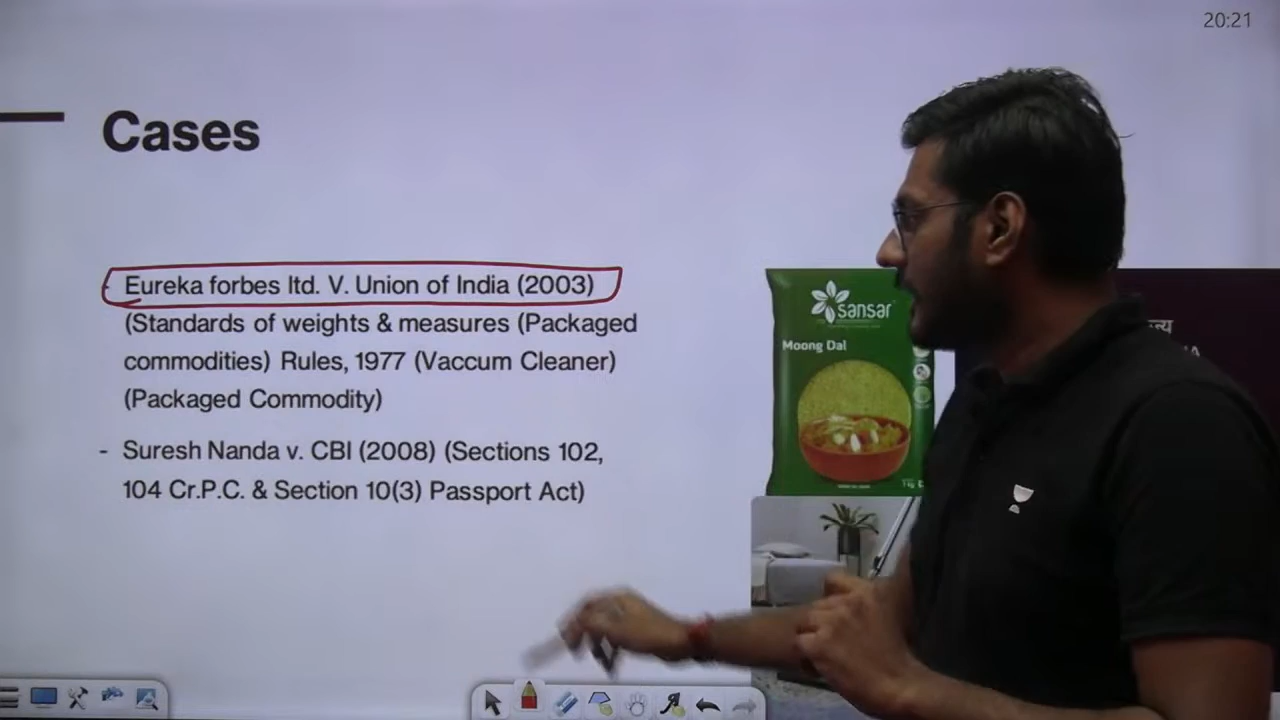 20:21
Cases
- Eureka forbes ltd. V. Union of India (2003)
(Standards of weights & measures (Packaged
commodities) Rules, 1977 (Vaccum Cleaner)
(Packaged Commodity)
- Suresh Nanda v. CBI (2008) (Sections 102,
104 Cr.P.C. & Section 10(3) Passport Act)
sansar
Moong Dal